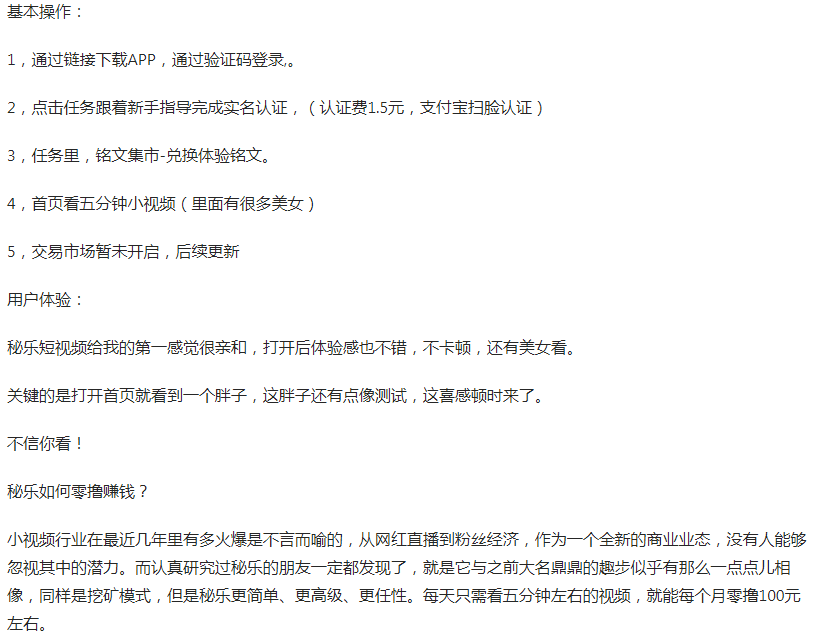 基本操作：
1，通过链接下载APP，通过验证码登录,。
2，点击任务跟着新手指导完成实名认证，（认证费1.5元，支付宝扫脸认证）
3，任务里，铭文集市-兑换体验铭文。
4，首页看五分钟小视频（里面有很多美女）
5，交易市场暂未开启，后续更新
用户体验：
秘乐短视频给我的第一感觉很亲和，打开后体验感也不错，不卡顿，还有美女看。
关键的是打开首页就看到一个胖子，这胖子还有点像测试，这喜感顿时来了。
不信你看！
秘乐如何零撸赚钱？
小视频行业在最近几年里有多火爆是不言而喻的，从网红直播到粉丝经济，作为一个全新的商业业态，没有人能够
忽视其中的潜力。而认真研究过秘乐的朋友一定都发现了，就是它与之前大名鼎鼎的趣步似乎有那么一点点儿相
像，同样是挖矿模式，但是秘乐更简单、更高级、更任性。每天只需看五分钟左右的视频，就能每个月零撸100元
左右。